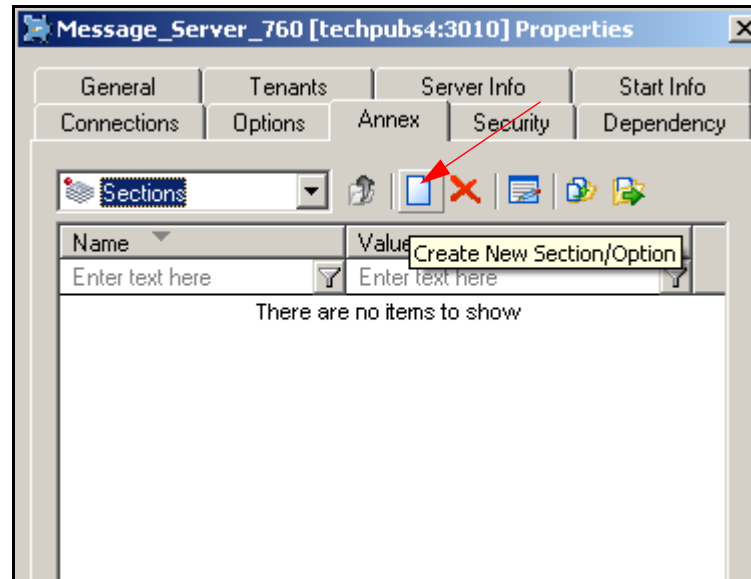 Message_Server_760 [techpubs4:3010] Properties
General Tenants Server Info Start Info
Connections Options Annex Security Dependency
Sections
Name Value
Create New Section/Option
Enter text here Enter text here
There are no items to show